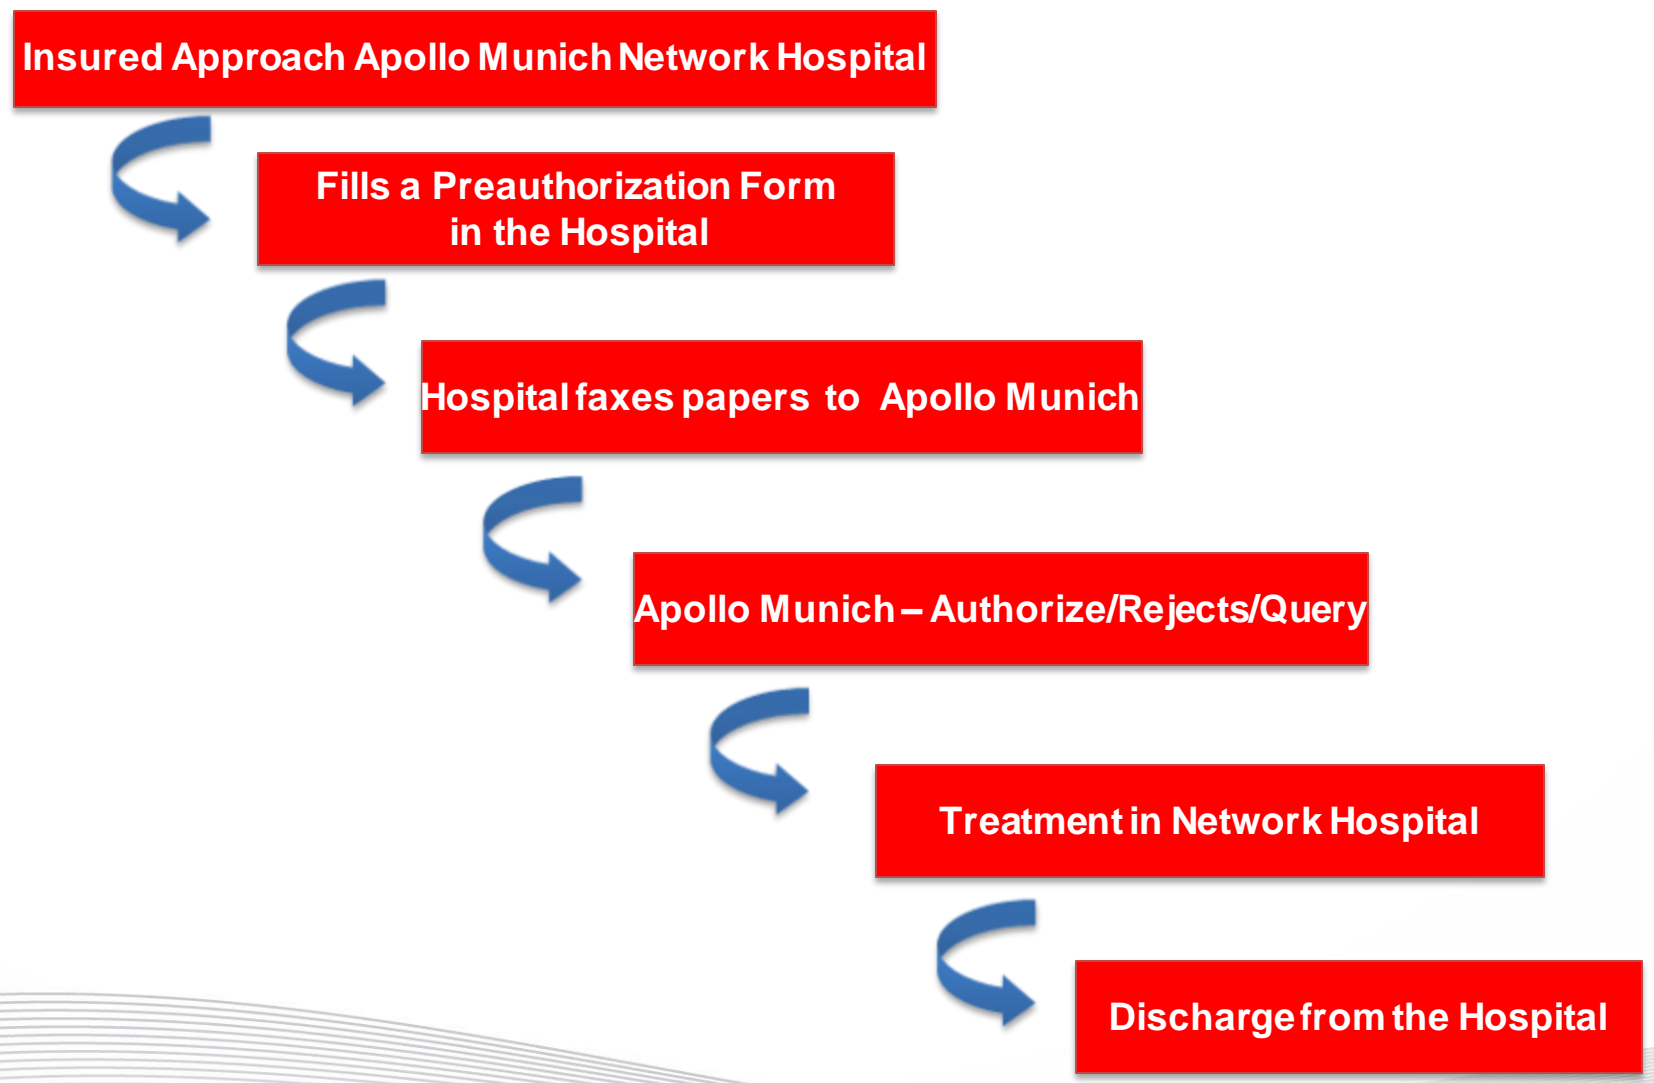 Insured Approach Apollo Munich Network Hospital
Fills a Preauthorization Form
in the Hospital
Hospital faxes papers to Apollo Munich
Apollo Munich – Authorize/Rejects/Query
Treatment in Network Hospital
Discharge from the Hospital